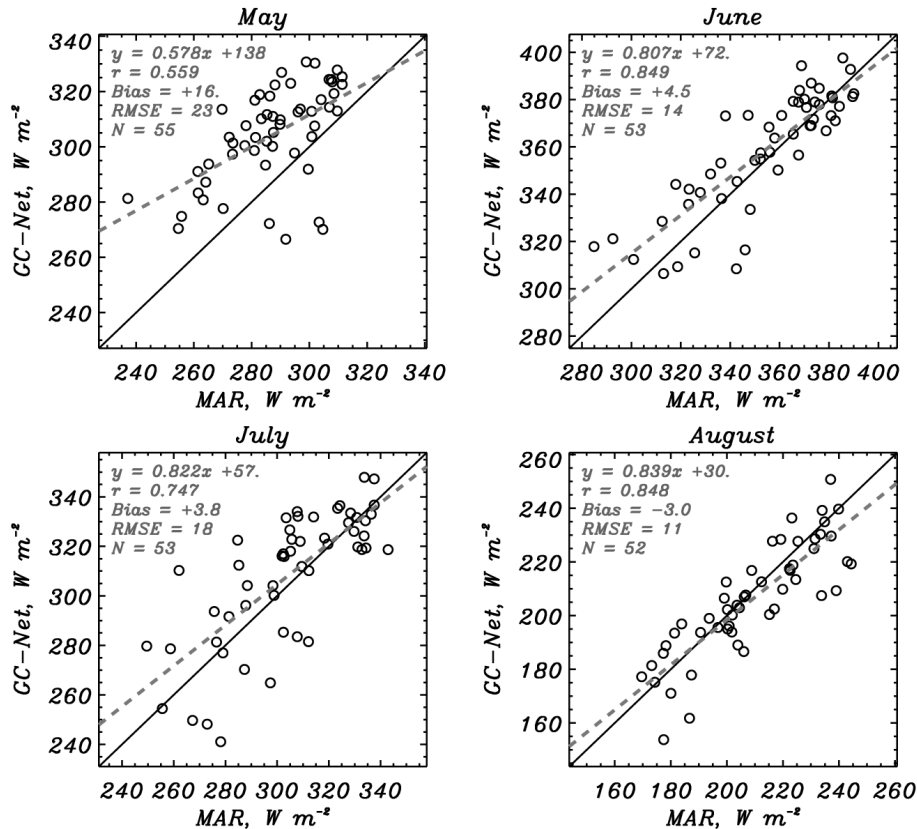 May
340
320
300
280
260
240
y = 0.578x +138
r = 0.559
Bias = +16.
RMSE = 23
N = 55
GC-Net, W m⁻²
240 260 280 300 320 340
MAR, W m⁻²
June
400
380
360
340
320
300
280
y = 0.807x +72.
r = 0.849
Bias = +4.5
RMSE = 14
N = 53
GC-Net, W m⁻²
280 300 320 340 360 380 400
MAR, W m⁻²
July
340
320
300
280
260
240
y = 0.822x +57.
r = 0.747
Bias = +3.8
RMSE = 18
N = 53
GC-Net, W m⁻²
240 260 280 300 320 340
MAR, W m⁻²
August
260
240
220
200
180
160
y = 0.839x +30.
r = 0.848
Bias = -3.0
RMSE = 11
N = 52
GC-Net, W m⁻²
160 180 200 220 240 260
MAR, W m⁻²